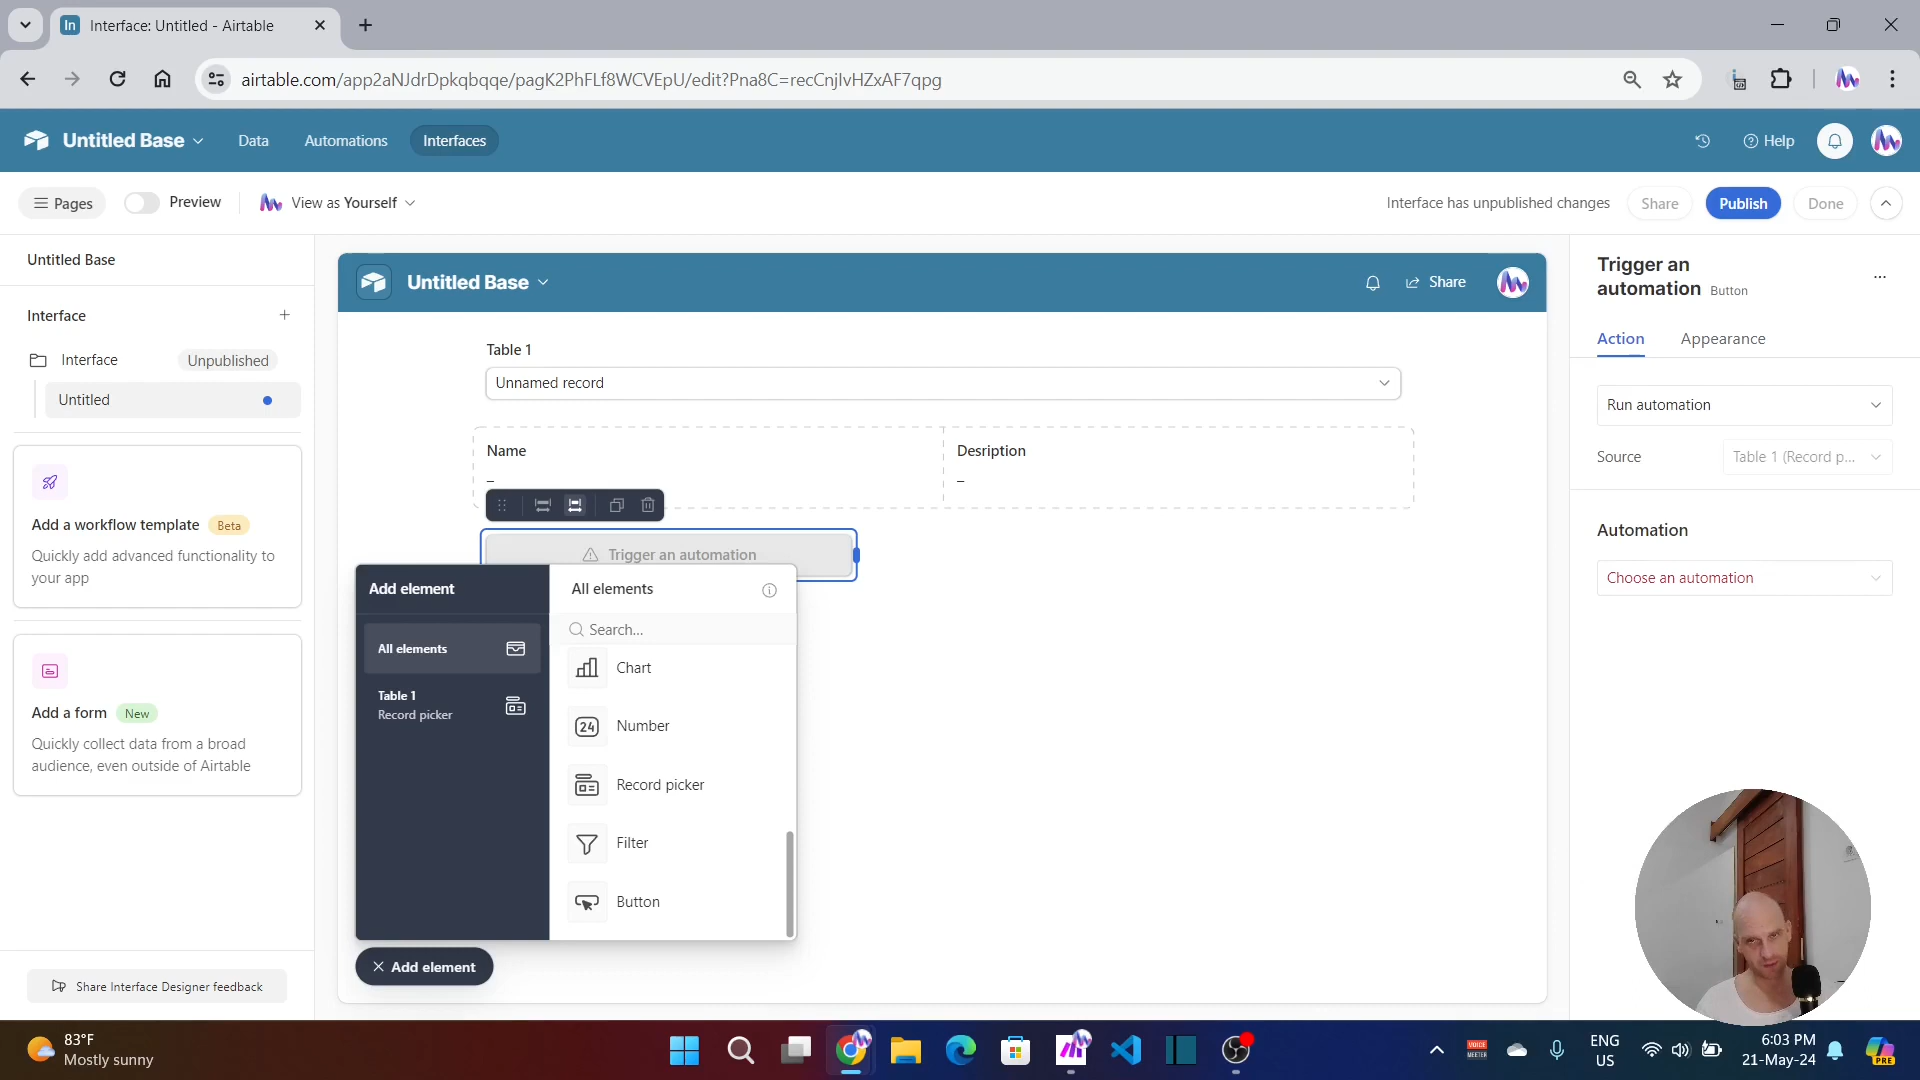 In Interface: Untitled - Airtable
airtable.com/app2aNJdrDpkqbqqe/pagK2PhFLf8WCVEpU/edit?Pna8C=recCnjlvHZxAF7qpg
Untitled Base
Data
Automations
Interfaces
Help
Pages
Preview
View as Yourself
Interface has unpublished changes
Share
Publish
Done
Untitled Base
Interface
Interface
Unpublished
Untitled
Add a workflow template Beta
Quickly add advanced functionality to
your app
Add a form New
Quickly collect data from a broad
audience, even outside of Airtable
Share Interface Designer feedback
Untitled Base
Share
Table 1
Unnamed record
Name
–
Desription
–
Trigger an automation
Add element
All elements
Table 1
Record picker
All elements
Search...
Chart
24 Number
Record picker
Filter
Button
Add element
Trigger an
automation Button
Action
Appearance
Run automation
Source
Table 1 (Record p...
Automation
Choose an automation
83°F
Mostly sunny
VOICE
MEETER
ENG
US
6:03 PM
21-May-24
PRE